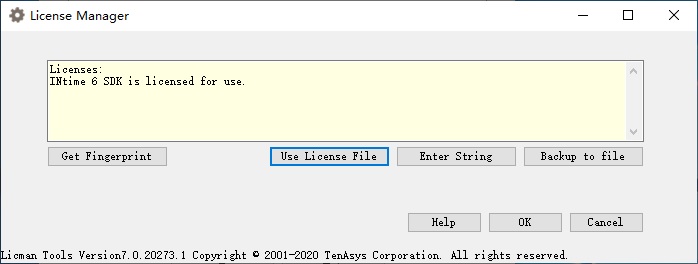 License Manager
Licenses:
INtime 6 SDK is licensed for use.
Get Fingerprint
Use License File
Enter String
Backup to file
Help
OK
Cancel
Licman Tools Version7.0.20273.1 Copyright © 2001-2020 TenAsys Corporation. All rights reserved.